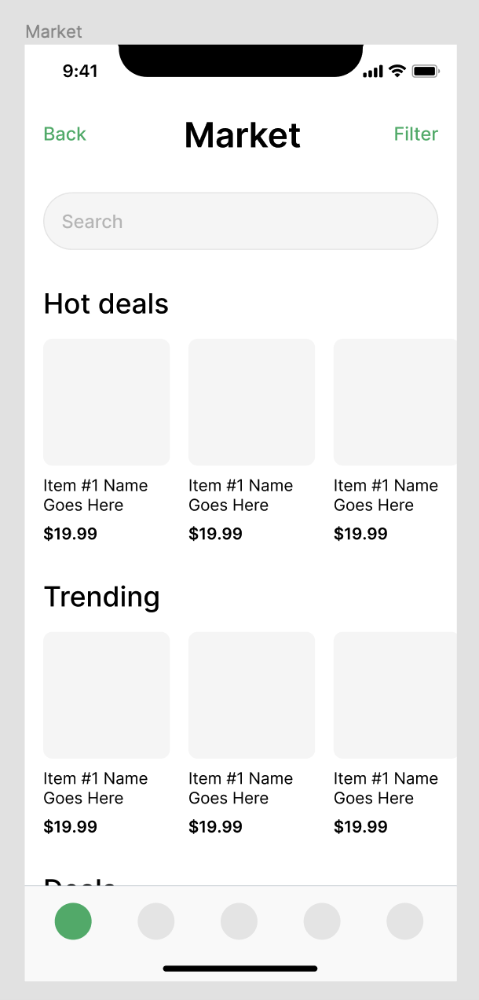 Market
9:41
Back Market Filter
Search
Hot deals
Item #1 Name Item #1 Name Item #1 Name
Goes Here Goes Here Goes Here
$19.99 $19.99 $19.99
Trending
Item #1 Name Item #1 Name Item #1 Name
Goes Here Goes Here Goes Here
$19.99 $19.99 $19.99
Deals